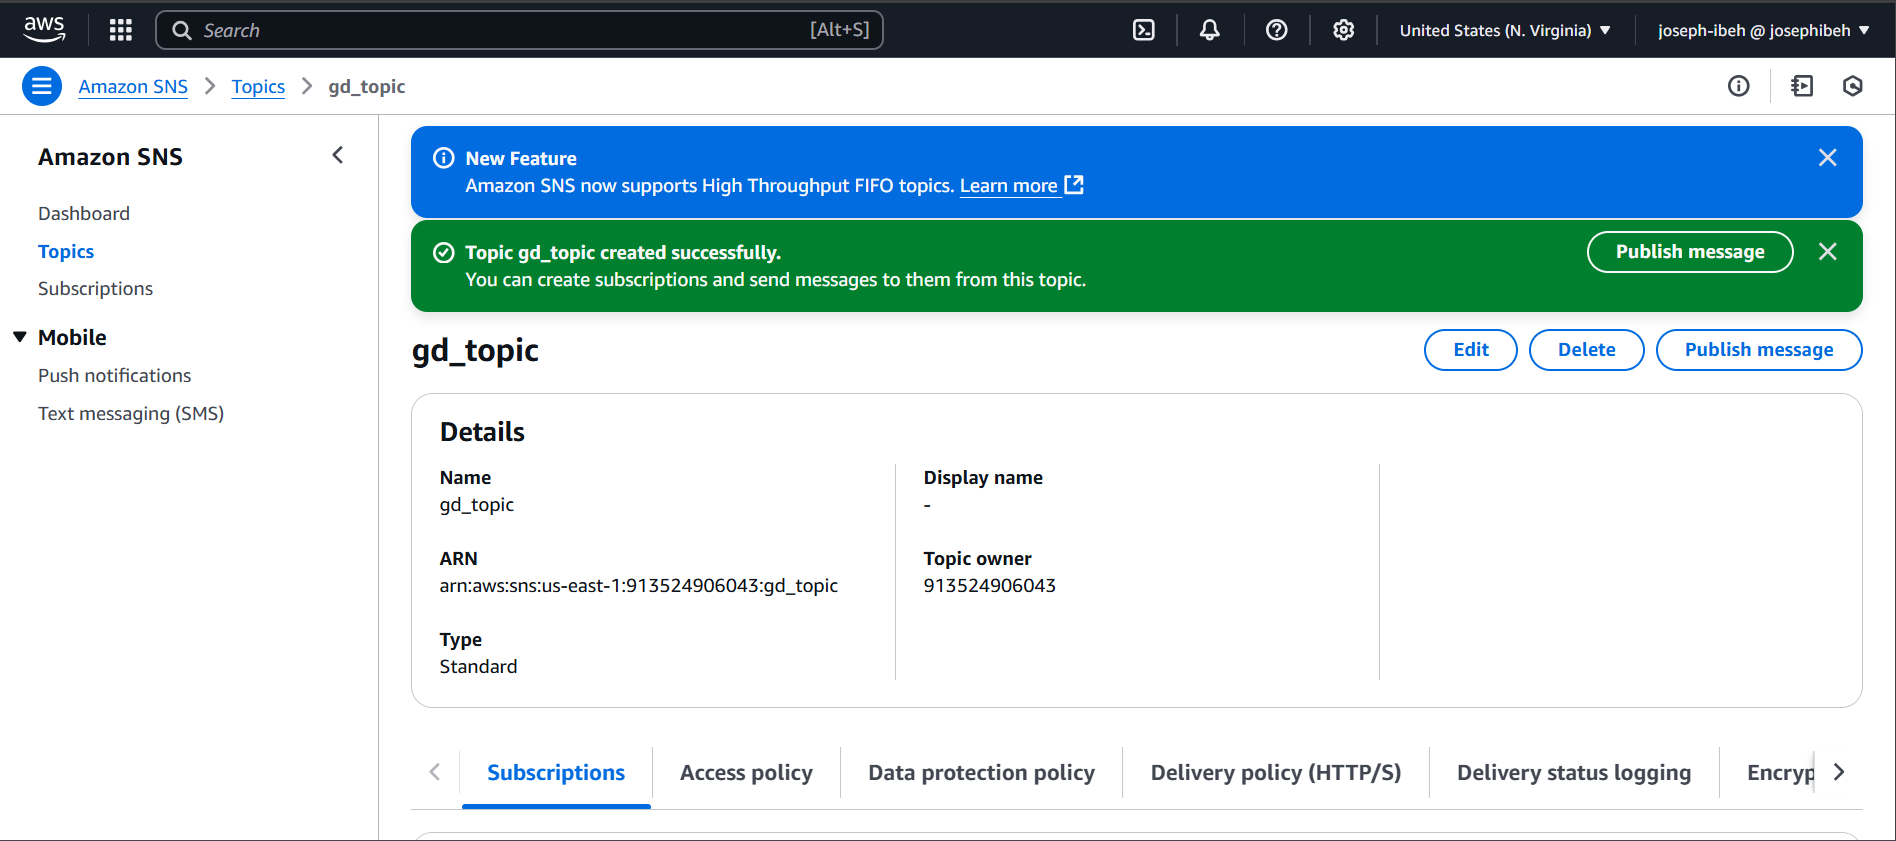 aws
Search [Alt+S]
United States (N. Virginia)
joseph-ibeh @ josephibeh
Amazon SNS
Topics
gd_topic
Amazon SNS
Dashboard
Topics
Subscriptions
Mobile
Push notifications
Text messaging (SMS)
New Feature
Amazon SNS now supports High Throughput FIFO topics. Learn more
Topic gd_topic created successfully.
You can create subscriptions and send messages to them from this topic.
Publish message
gd_topic
Edit
Delete
Publish message
Details
Name
gd_topic
ARN
arn:aws:sns:us-east-1:913524906043:gd_topic
Type
Standard
Display name
-
Topic owner
913524906043
Subscriptions
Access policy
Data protection policy
Delivery policy (HTTP/S)
Delivery status logging
Encryp